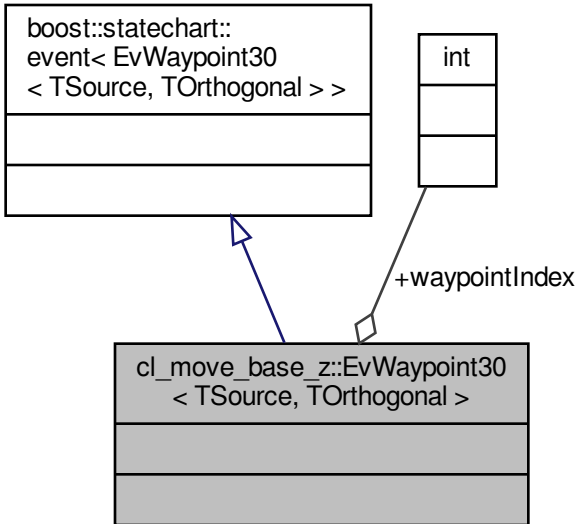 boost::statechart::
event< EvWaypoint30
< TSource, TOrthogonal > >
int
+waypointIndex
cl_move_base_z::EvWaypoint30
< TSource, TOrthogonal >